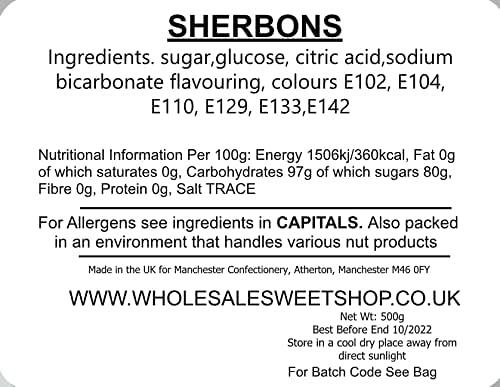 SHERBONS
Ingredients. sugar,glucose, citric acid,sodium
bicarbonate flavouring, colours E102, E104,
E110, E129, E133,E142
Nutritional Information Per 100g: Energy 1506kj/360kcal, Fat 0g
of which saturates 0g, Carbohydrates 97g of which sugars 80g,
Fibre 0g, Protein 0g, Salt TRACE
For Allergens see ingredients in CAPITALS. Also packed
in an environment that handles various nut products
Made in the UK for Manchester Confectionery, Atherton, Manchester M46 0FY
WWW.WHOLESALESWEETSHOP.CO.UK
Net Wt: 500g
Best Before End 10/2022
Store in a cool dry place away from
direct sunlight
For Batch Code See Bag